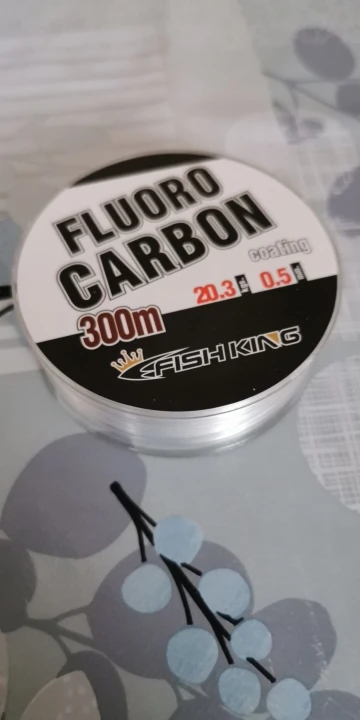 FLUORO
CARBON
coating
300m 20.3 0.5
FISH KING